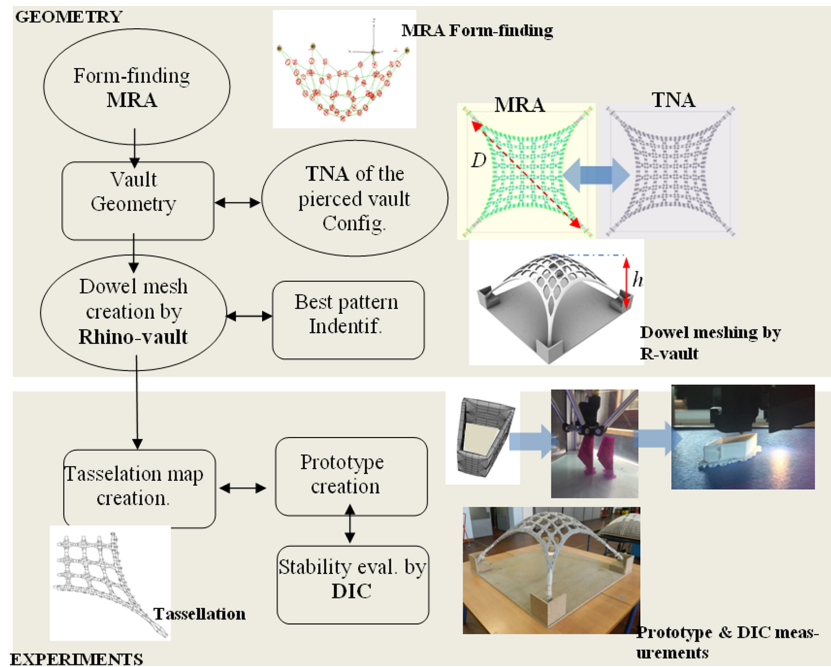 GEOMETRY
Form-finding
MRA
MRA Form-finding
Vault
Geometry
TNA of the
pierced vault
Config.
MRA
TNA
D
Dowel mesh
creation by
Rhino-vault
Best pattern
Indentif.
h
Dowel meshing by
R-vault
Tasselation map
creation.
Prototype
creation
Stability eval. by
DIC
Tassellation
Prototype & DIC meas-
urements
EXPERIMENTS